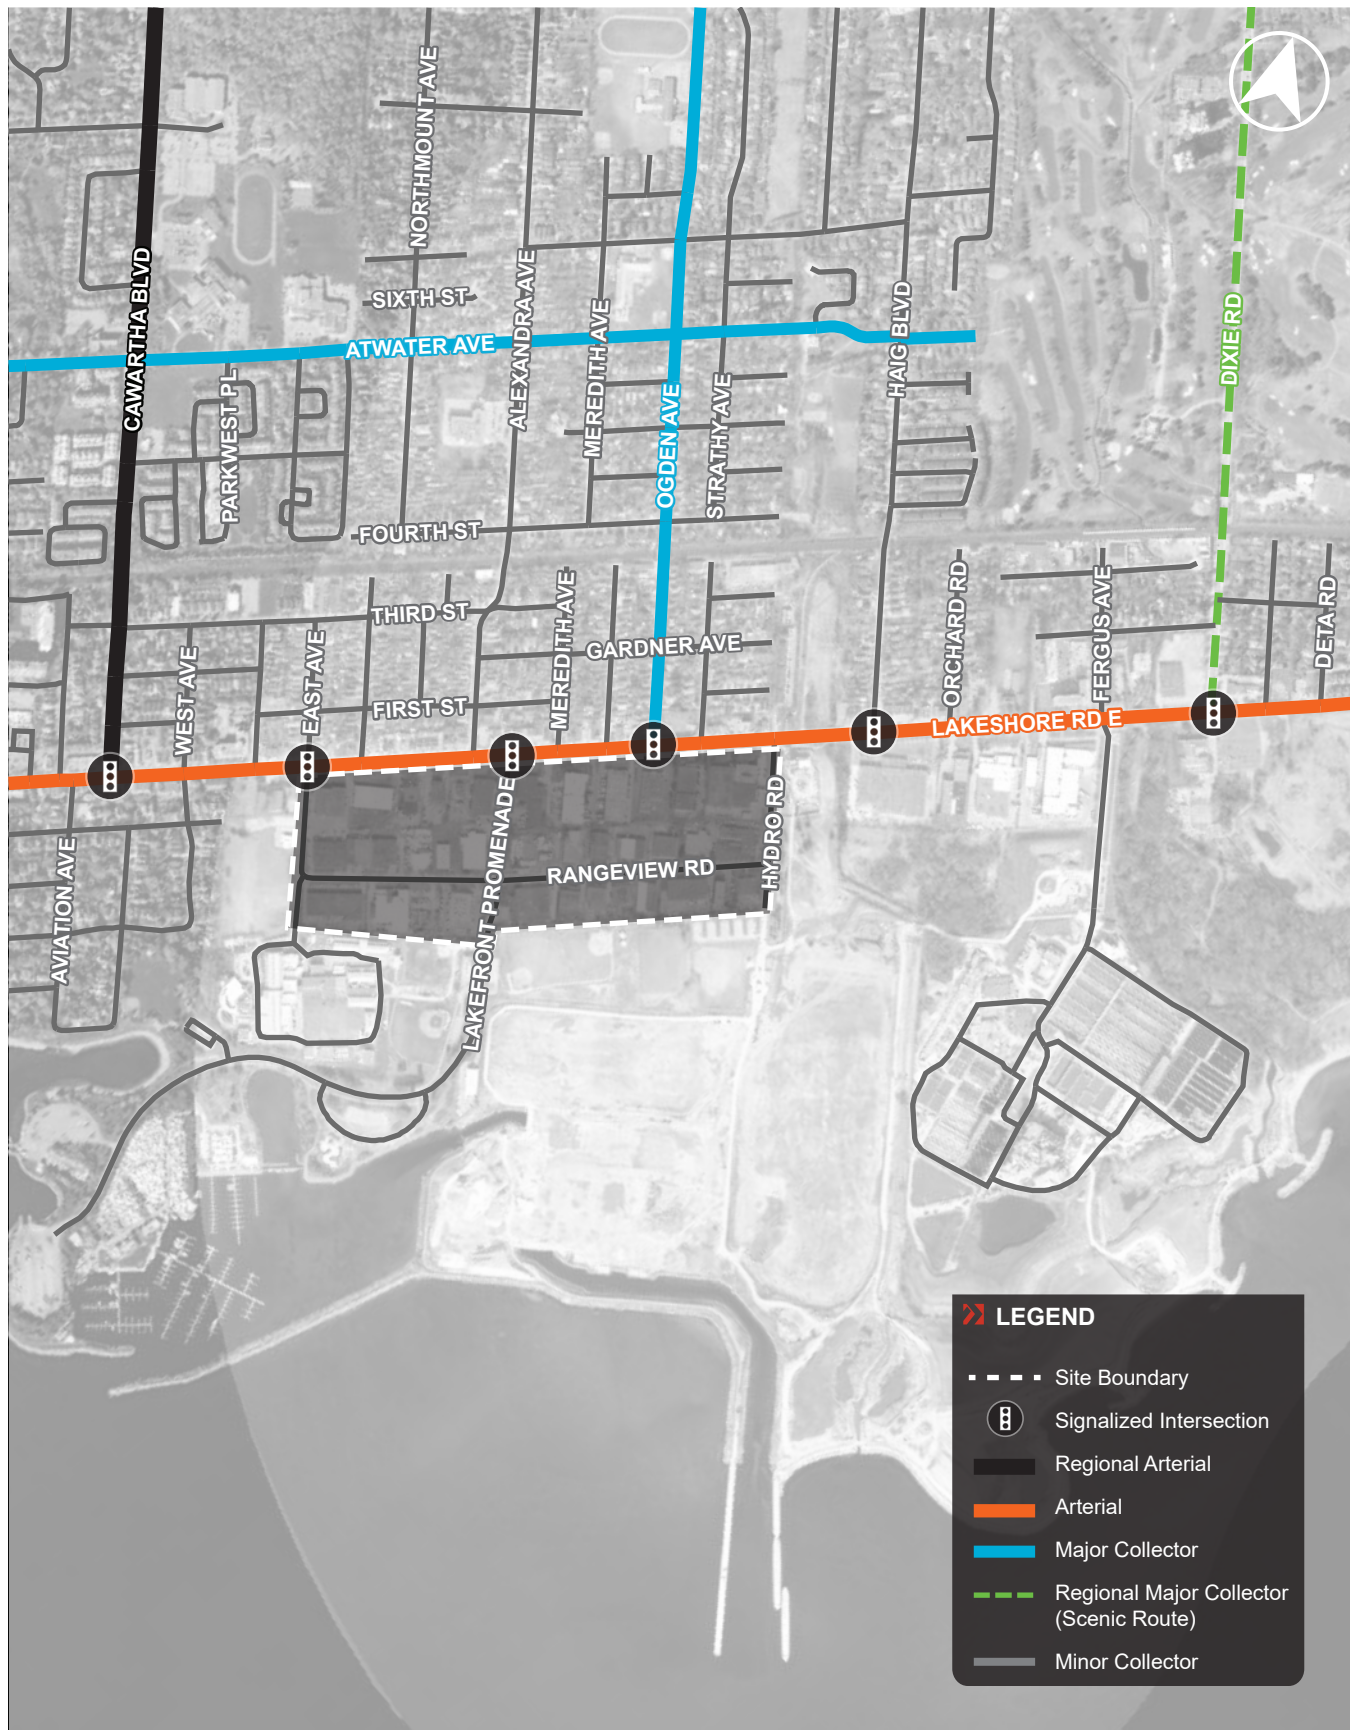 NORTHMOUNT AVE
CAWARTHA BLVD
SIXTH ST
ALEXANDRA AVE
MEREDITH AVE
HAIG BLVD
DIXIE RD
ATWATER AVE
PARKWEST PL
OGDEN AVE
STRATHY AVE
FOURTH ST
THIRD ST
MEREDITH AVE
GARDNER AVE
ORCHARD RD
FERGUS AVE
DETA RD
WEST AVE
EAST AVE
FIRST ST
LAKESHORE RD E
AVIATION AVE
LAKEFRONT PROMENADE
RANGEVIEW RD
HYDRO RD
LEGEND
Site Boundary
Signalized Intersection
Regional Arterial
Arterial
Major Collector
Regional Major Collector
(Scenic Route)
Minor Collector